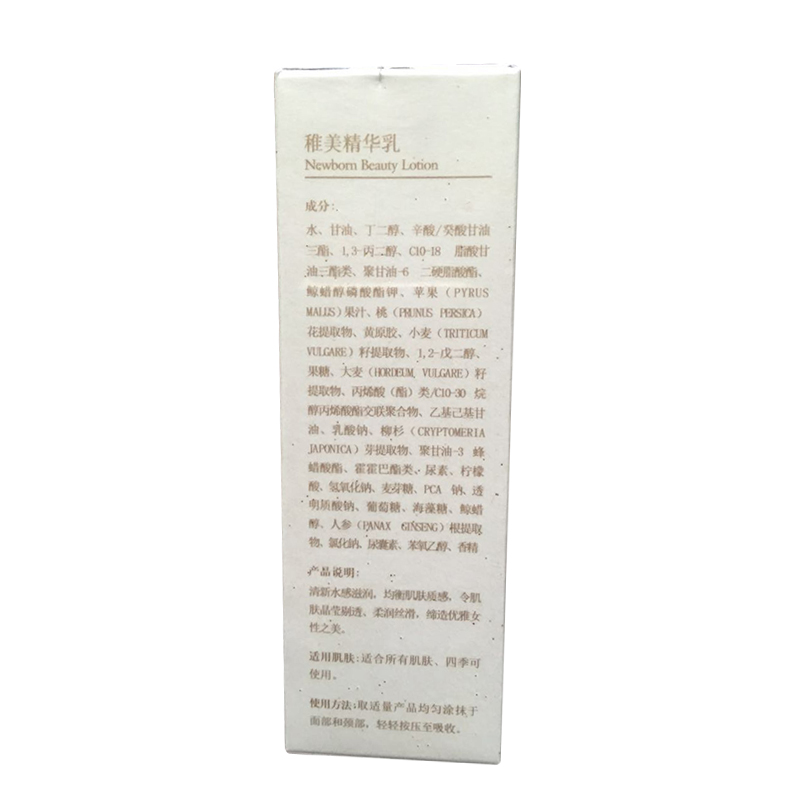 稚美精华乳
Newborn Beauty Lotion
成分:
水、甘油、丁二醇、辛酸/癸酸甘油
三酯、1,3-丙二醇、C10-18 脂酸甘
油三酯类、聚甘油-6 二硬脂酸酯、
鲸蜡醇磷酸酯钾、苹果(PYRUS
MALUS)果汁、桃(PRUNUS PERSICA)
花提取物、黄原胶、小麦(TRITICUM
VULGARE)籽提取物、1,2-戊二醇、
果糖、大麦(HORDEUM VULGARE)籽
提取物、丙烯酸(酯)类/C10-30 烷
醇丙烯酸酯交联聚合物、乙基己基甘
油、乳酸钠、柳杉(CRYPTOMERIA
JAPONICA)芽提取物、聚甘油-3 蜂
蜡酸酯、霍霍巴酯类、尿素、柠檬
酸、氢氧化钠、麦芽糖、PCA 钠、透
明质酸钠、葡萄糖、海藻糖、鲸蜡
醇、人参(PANAX GINSENG)根提取
物、氯化钠、尿囊素、苯氧乙醇、香精
产品说明:
清新水感滋润,均衡肌肤质感,令肌
肤晶莹剔透、柔润丝滑,缔造优雅女
性之美。
适用肌肤:适合所有肌肤、四季可
使用。
使用方法:取适量产品均匀涂抹于
面部和颈部,轻轻按压至吸收。